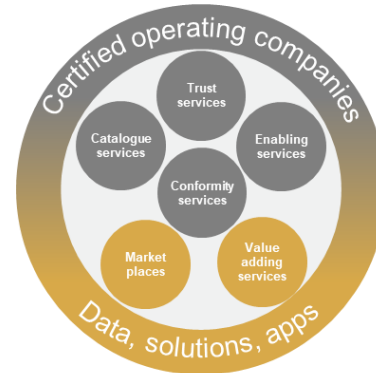 Certified operating companies
Trust
services
Catalogue
services
Enabling
services
Conformity
services
Market
places
Value
adding
services
Data, solutions, apps